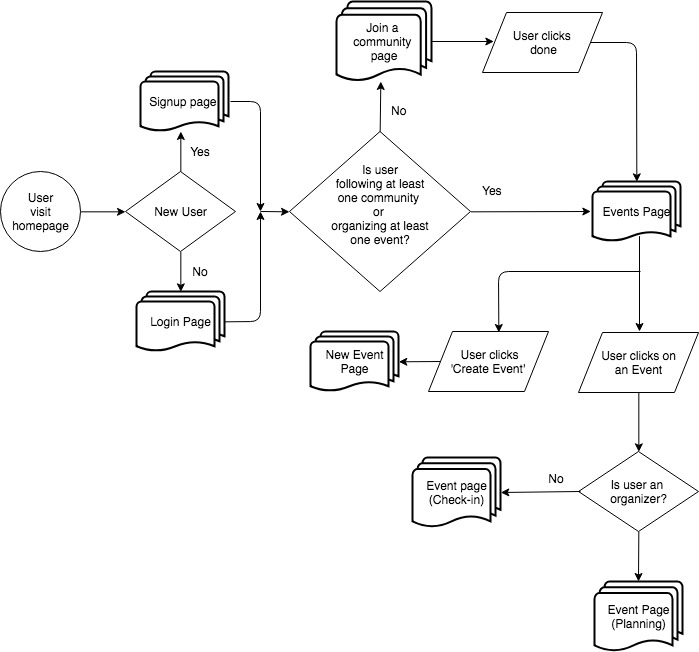 Join a
community
page
User clicks
done
Signup page
Yes
No
Is user
following at least
one community
or
organizing at least
one event?
Yes
User
visit
homepage
New User
Events Page
No
Login Page
New Event
Page
User clicks
'Create Event'
User clicks on
an Event
Event page
(Check-in)
No
Is user an
organizer?
Event Page
(Planning)